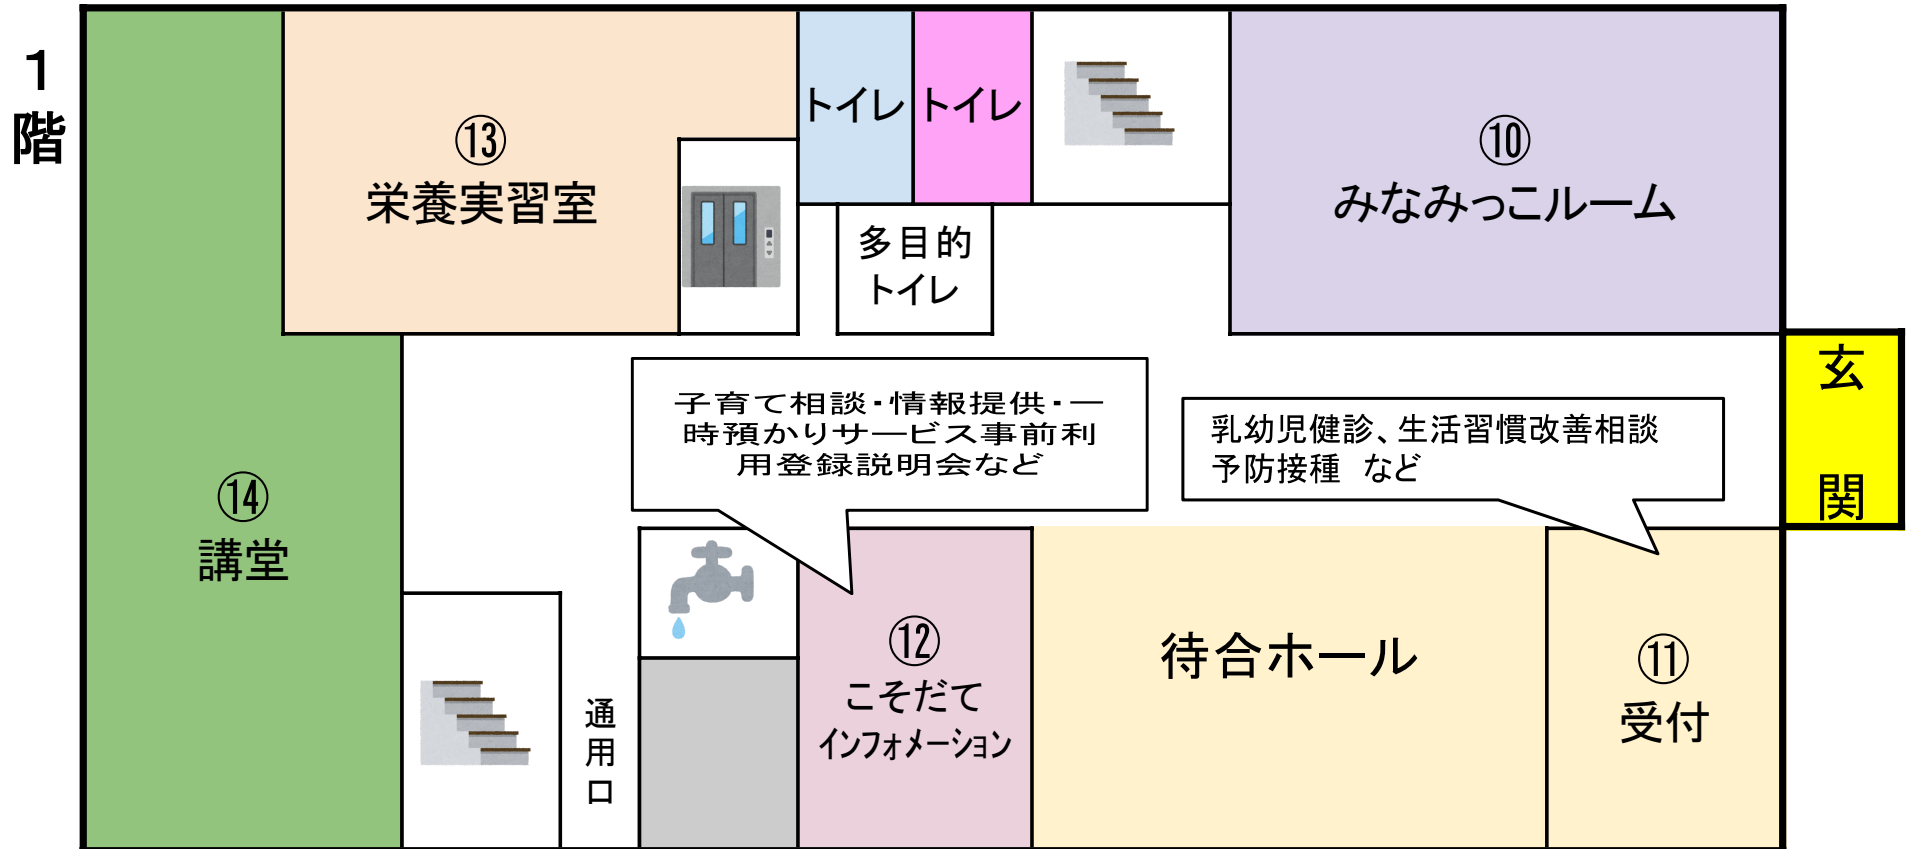 1
階
⑬
栄養実習室
トイレ
トイレ
⑩
みなみっこルーム
多目的
トイレ
玄
関
子育て相談・情報提供・一
時預かりサービス事前利
用登録説明会など
乳幼児健診、生活習慣改善相談
予防接種　など
⑭
講堂
通
用
口
⑫
こそだて
インフォメーション
待合ホール
⑪
受付